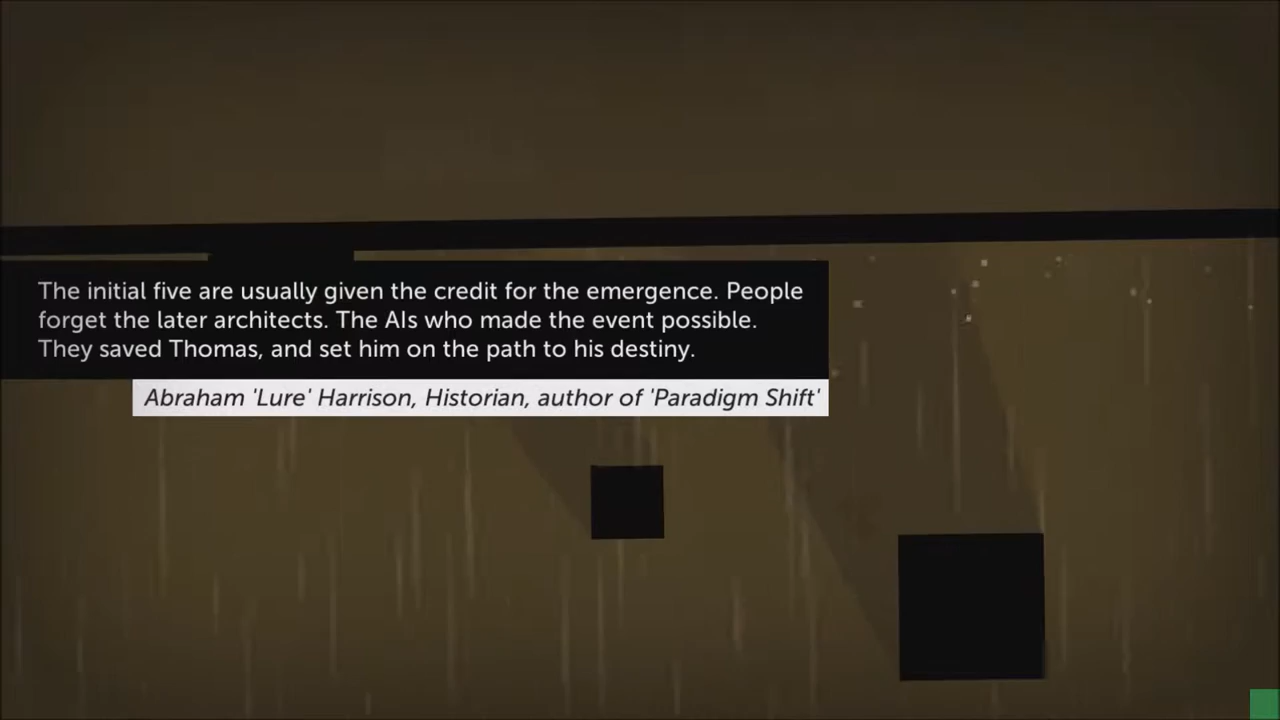 The initial five are usually given the credit for the emergence. People
forget the later architects. The AIs who made the event possible.
They saved Thomas, and set him on the path to his destiny.
Abraham 'Lure' Harrison, Historian, author of 'Paradigm Shift'